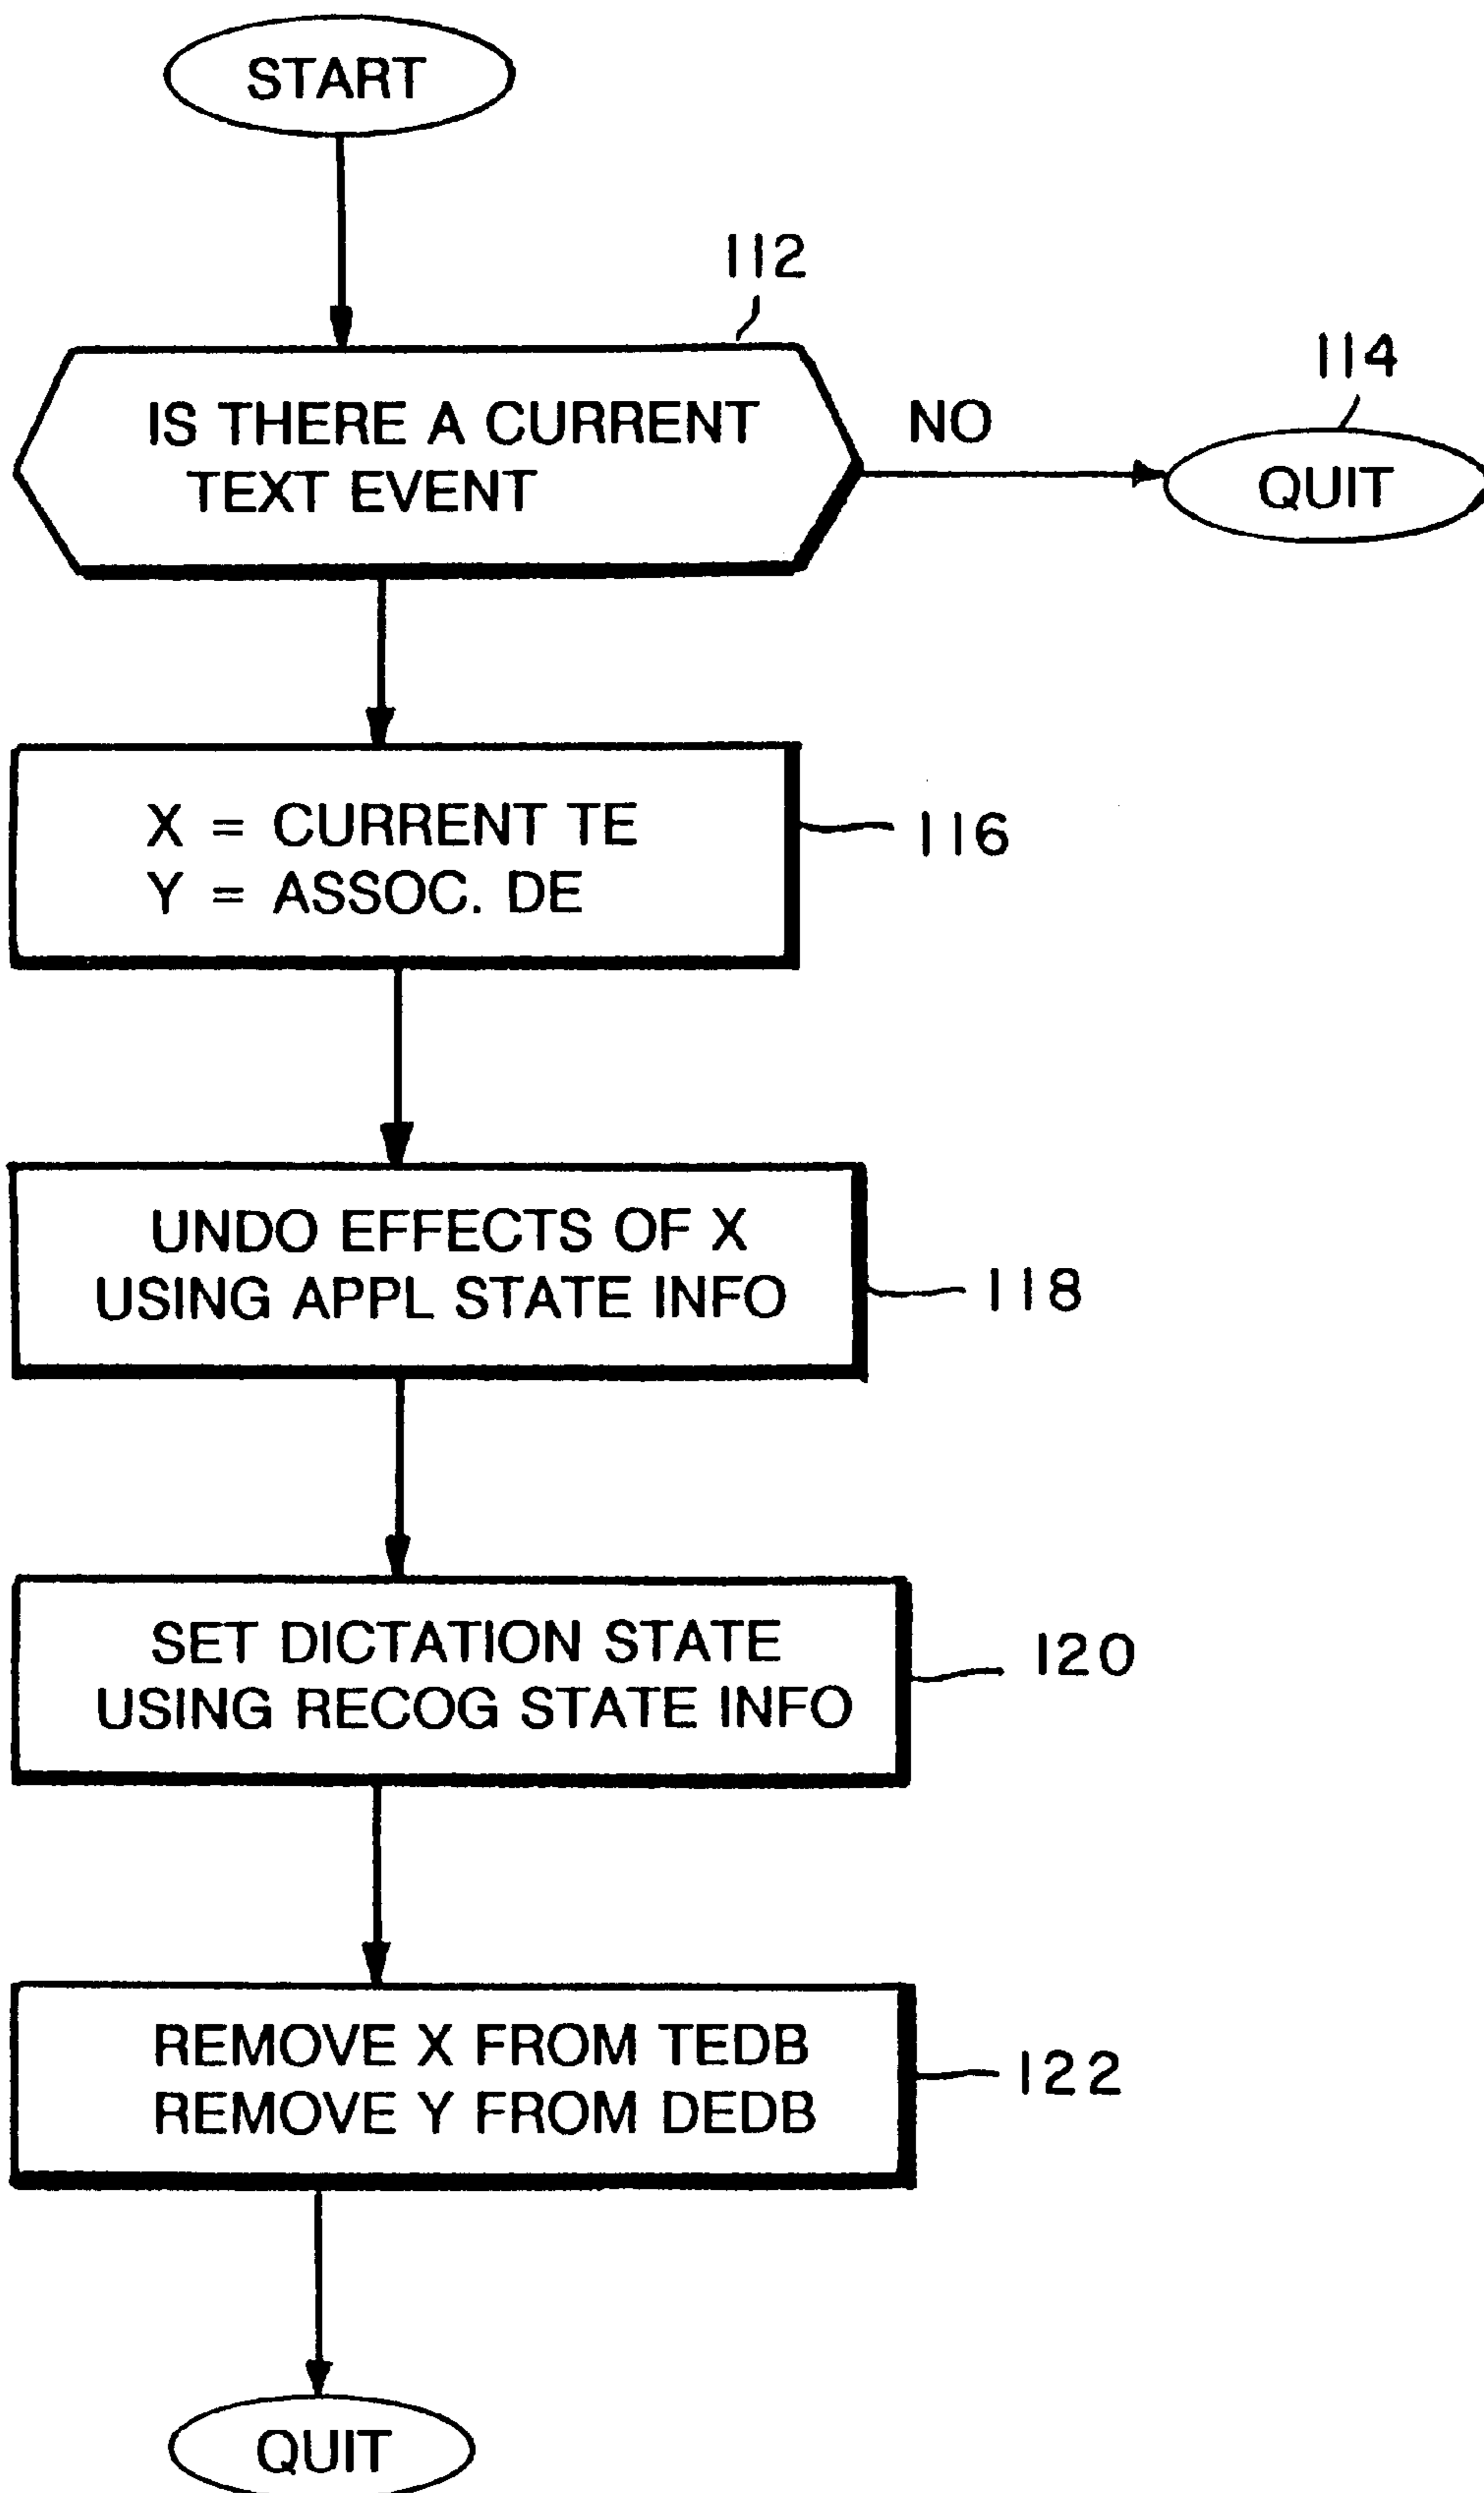 START
112
IS THERE A CURRENT
TEXT EVENT
NO
114
QUIT
X = CURRENT TE
Y = ASSOC. DE
116
UNDO EFFECTS OF X
USING APPL STATE INFO
118
SET DICTATION STATE
USING RECOG STATE INFO
120
REMOVE X FROM TEDB
REMOVE Y FROM DEDB
122
QUIT